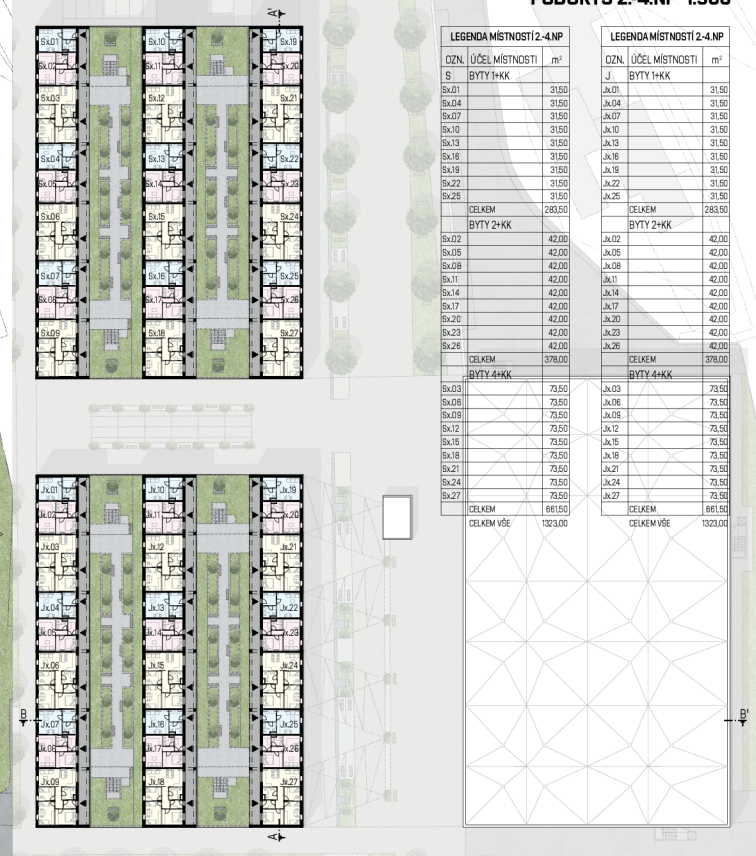 PŮDORYS 2.-4.NP 1:500
LEGENDA MÍSTNOSTÍ 2.-4.NP
OZN. ÚČEL MÍSTNOSTI m²
S BYTY 1+KK
Sx.01 31,50
Sx.04 31,50
Sx.07 31,50
Sx.10 31,50
Sx.13 31,50
Sx.16 31,50
Sx.19 31,50
Sx.22 31,50
Sx.25 31,50
CELKEM 283,50
BYTY 2+KK
Sx.02 42,00
Sx.05 42,00
Sx.08 42,00
Sx.11 42,00
Sx.14 42,00
Sx.17 42,00
Sx.20 42,00
Sx.23 42,00
Sx.26 42,00
CELKEM 378,00
BYTY 4+KK
Sx.03 73,50
Sx.06 73,50
Sx.09 73,50
Sx.12 73,50
Sx.15 73,50
Sx.18 73,50
Sx.21 73,50
Sx.24 73,50
Sx.27 73,50
CELKEM 661,50
CELKEM VŠE 1323,00
LEGENDA MÍSTNOSTÍ 2.-4.NP
OZN. ÚČEL MÍSTNOSTI m²
J BYTY 1+KK
Jx.01 31,50
Jx.04 31,50
Jx.07 31,50
Jx.10 31,50
Jx.13 31,50
Jx.16 31,50
Jx.19 31,50
Jx.22 31,50
Jx.25 31,50
CELKEM 283,50
BYTY 2+KK
Jx.02 42,00
Jx.05 42,00
Jx.08 42,00
Jx.11 42,00
Jx.14 42,00
Jx.17 42,00
Jx.20 42,00
Jx.23 42,00
Jx.26 42,00
CELKEM 378,00
BYTY 4+KK
Jx.03 73,50
Jx.06 73,50
Jx.09 73,50
Jx.12 73,50
Jx.15 73,50
Jx.18 73,50
Jx.21 73,50
Jx.24 73,50
Jx.27 73,50
CELKEM 661,50
CELKEM VŠE 1323,00
A'
Sx.01 Sx.10 Sx.19
Sx.02 Sx.11 Sx.20
Sx.03 Sx.12 Sx.21
Sx.04 Sx.13 Sx.22
Sx.05 Sx.14 Sx.23
Sx.06 Sx.15 Sx.24
Sx.07 Sx.16 Sx.25
Sx.08 Sx.17 Sx.26
Sx.09 Sx.18 Sx.27
Jx.01 Jx.10 Jx.19
Jx.02 Jx.11 Jx.20
Jx.03 Jx.12 Jx.21
Jx.04 Jx.13 Jx.22
Jx.05 Jx.14 Jx.23
Jx.06 Jx.15 Jx.24
B B'
Jx.07 Jx.16 Jx.25
Jx.08 Jx.17 Jx.26
Jx.09 Jx.18 Jx.27
A